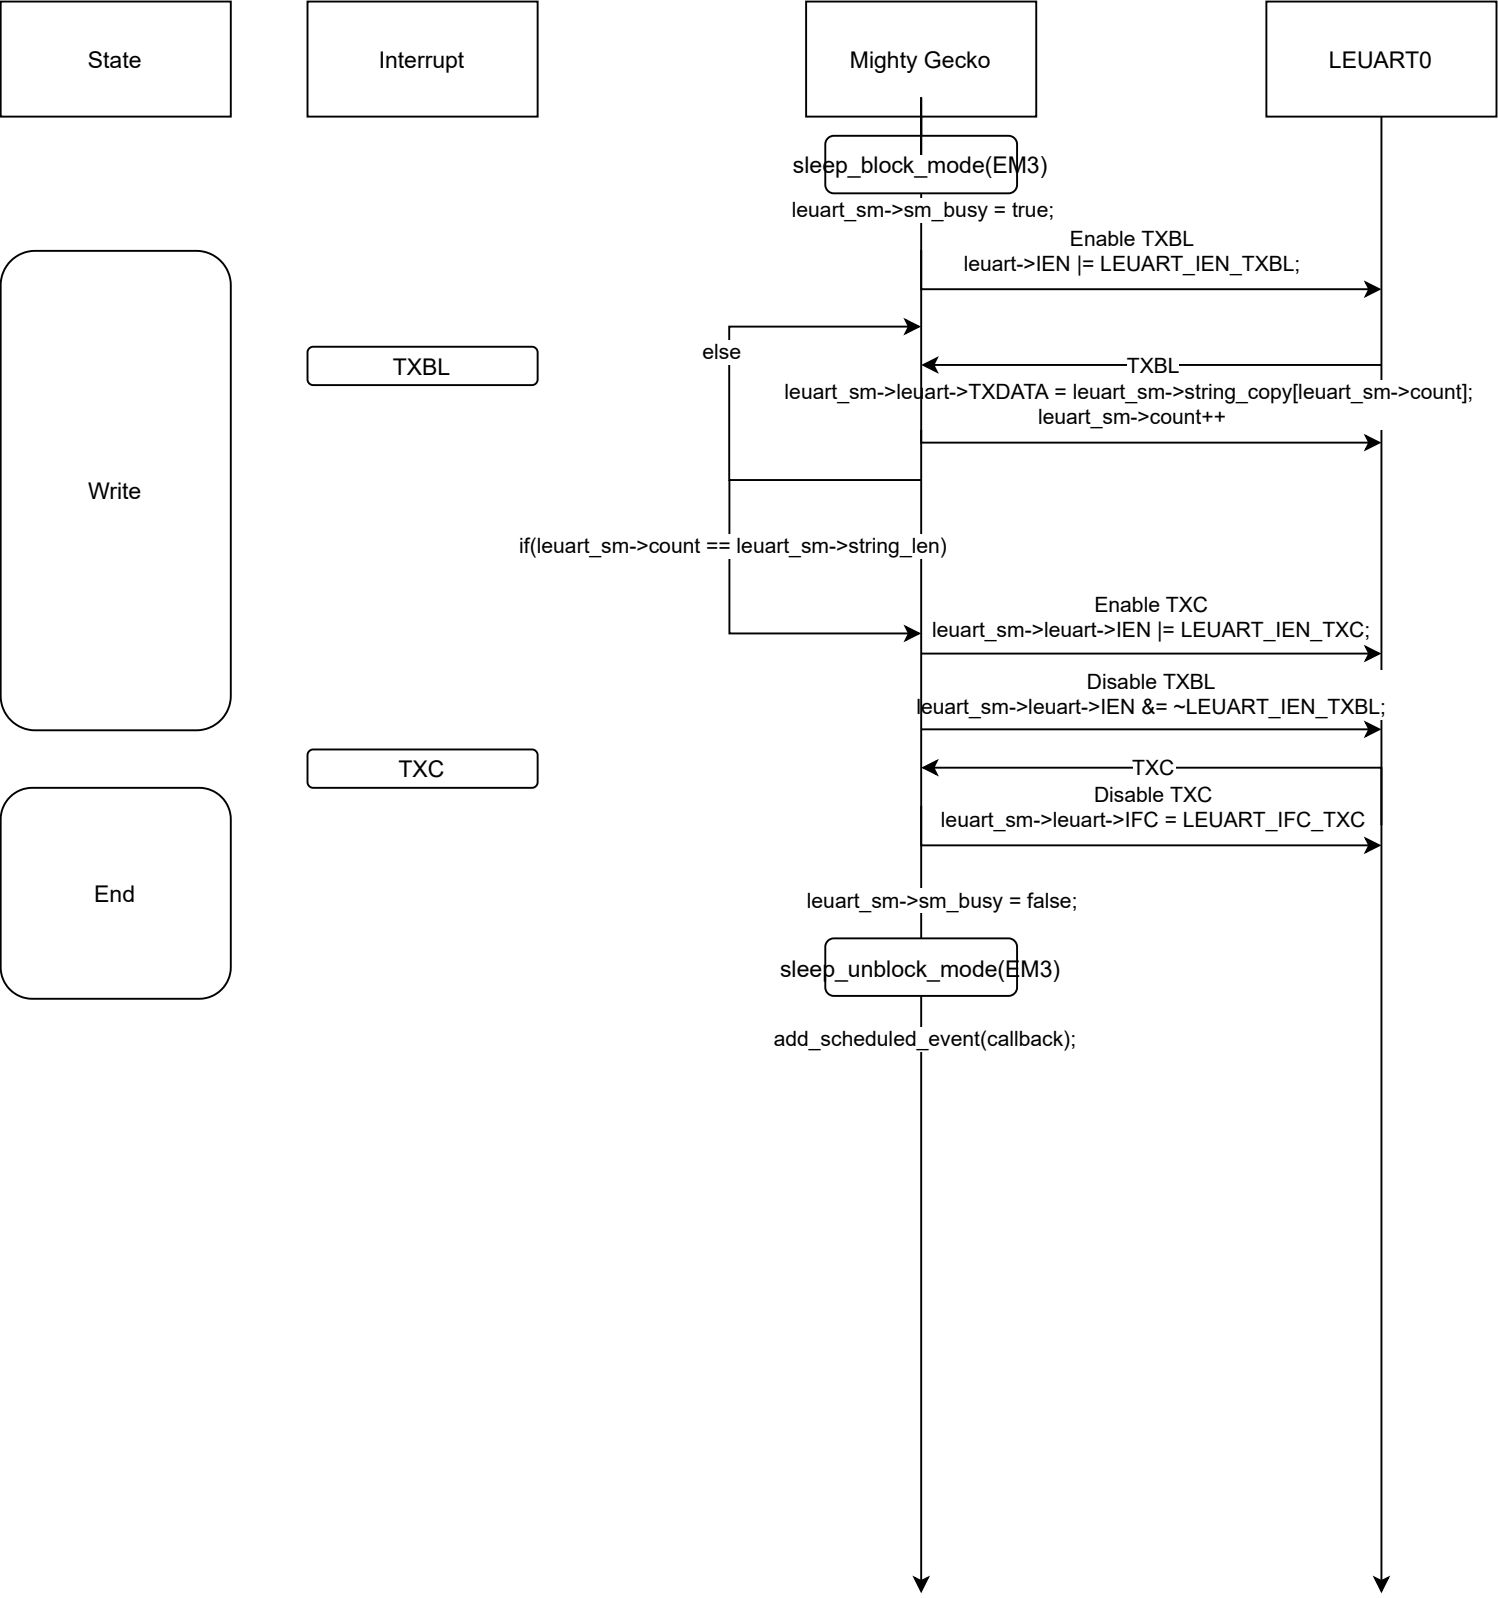 State
Interrupt
Mighty Gecko
LEUART0
sleep_block_mode(EM3)
leuart_sm->sm_busy = true;
Enable TXBL
leuart->IEN |= LEUART_IEN_TXBL;
else
TXBL
TXBL
leuart_sm->leuart->TXDATA = leuart_sm->string_copy[leuart_sm->count];
leuart_sm->count++
Write
if(leuart_sm->count == leuart_sm->string_len)
Enable TXC
leuart_sm->leuart->IEN |= LEUART_IEN_TXC;
Disable TXBL
leuart_sm->leuart->IEN &= ~LEUART_IEN_TXBL;
TXC
TXC
Disable TXC
leuart_sm->leuart->IFC = LEUART_IFC_TXC
End
leuart_sm->sm_busy = false;
sleep_unblock_mode(EM3)
add_scheduled_event(callback);